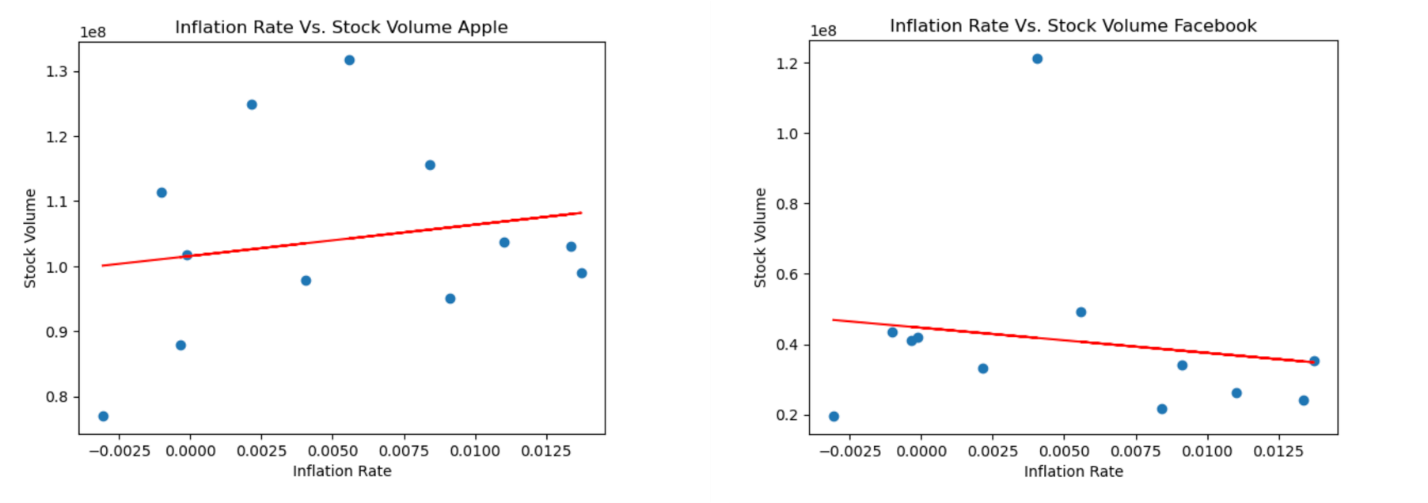 Inflation Rate Vs. Stock Volume Apple
1e8
1.3
1.2
1.1
1.0
0.9
0.8
Stock Volume
−0.0025 0.0000 0.0025 0.0050 0.0075 0.0100 0.0125
Inflation Rate
Inflation Rate Vs. Stock Volume Facebook
1e8
1.2
1.0
0.8
0.6
0.4
0.2
Stock Volume
−0.0025 0.0000 0.0025 0.0050 0.0075 0.0100 0.0125
Inflation Rate